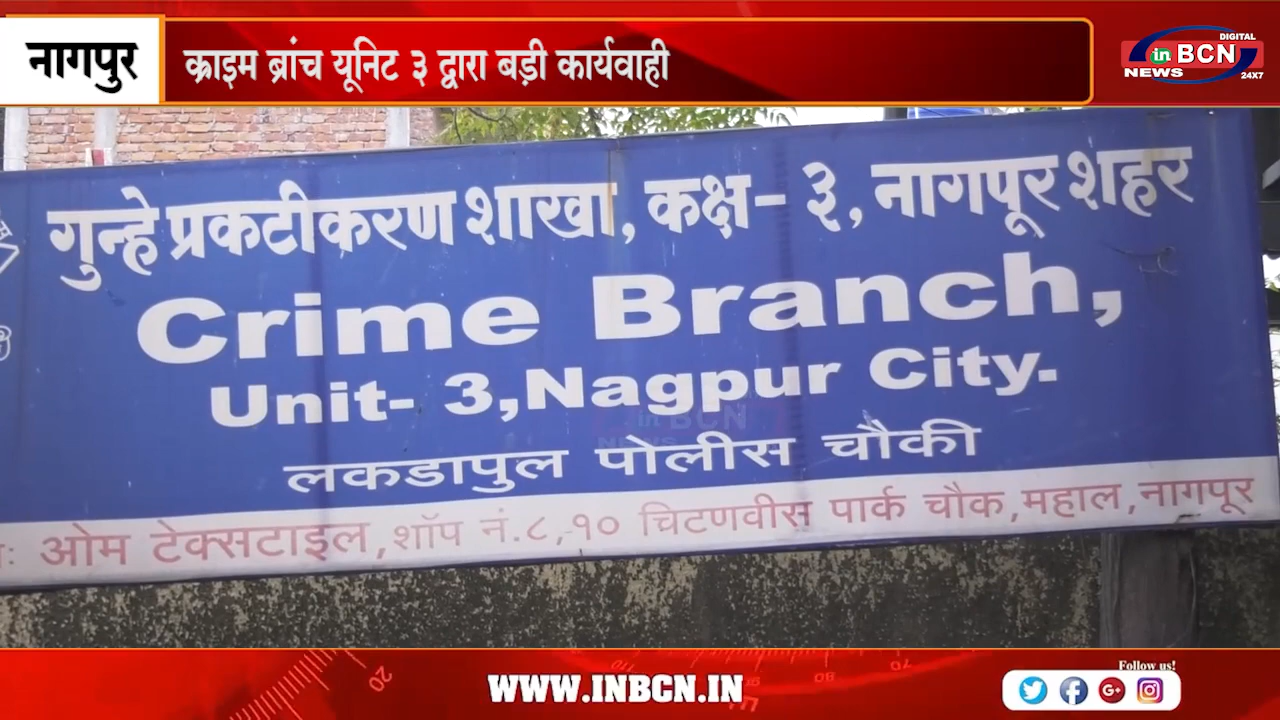 नागपुर
क्राइम ब्रांच यूनिट ३ द्वारा बड़ी कार्यवाही
DIGITAL
in BCN
NEWS 24X7
गुन्हे प्रकटीकरण शाखा, कक्ष- ३, नागपूर शहर
Crime Branch,
Unit- 3,Nagpur City.
लकडापुल पोलीस चौकी
ओम टेक्सटाइल,शॉप नं.८,-१० चिटणवीस पार्क चौक,महाल,नागपूर
WWW.INBCN.IN
Follow us!